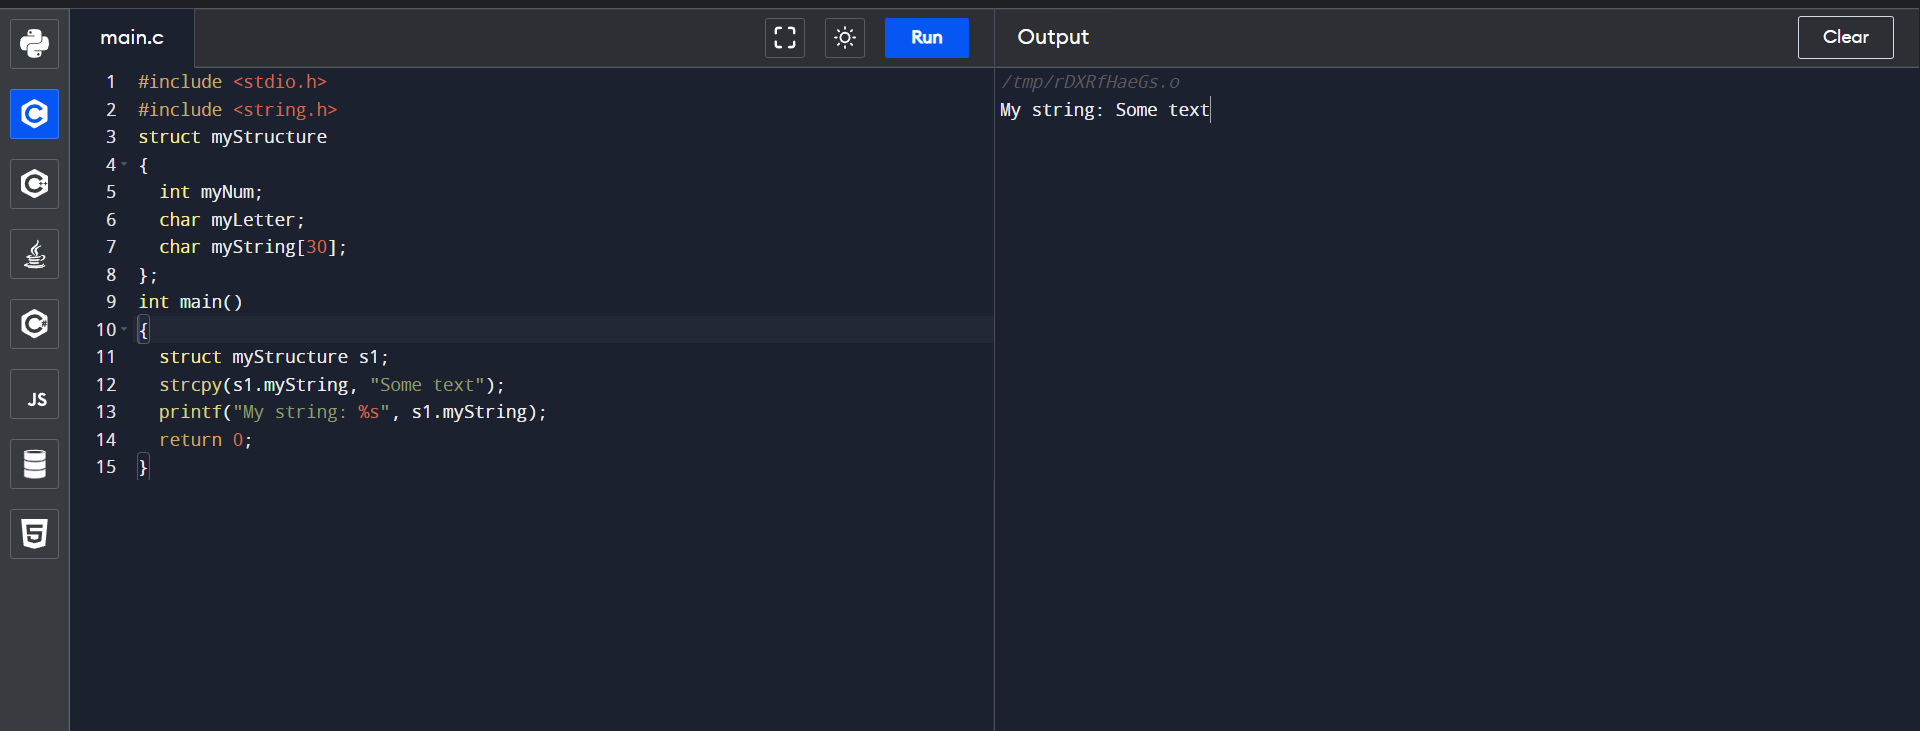 main.c
Run
1 #include <stdio.h>
2 #include <string.h>
3 struct myStructure
4 {
5   int myNum;
6   char myLetter;
7   char myString[30];
8 };
9 int main()
10 {
11   struct myStructure s1;
12   strcpy(s1.myString, "Some text");
13   printf("My string: %s", s1.myString);
14   return 0;
15 }
Output
Clear
/tmp/rDXRfHaeGs.o
My string: Some text
C
C++
C#
JS
5